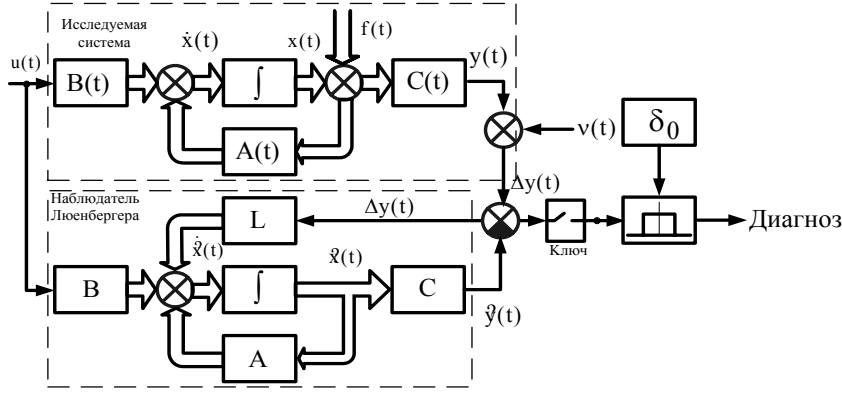 Исследуемая
система
u(t)
B(t)
ẋ(t)
∫
x(t)
f(t)
C(t)
y(t)
A(t)
ν(t)
δ₀
Δy(t)
Наблюдатель
Люенбергера
L
Δy(t)
Ключ
Диагноз
B
x̂̇(t)
∫
x̂(t)
C
ŷ(t)
A